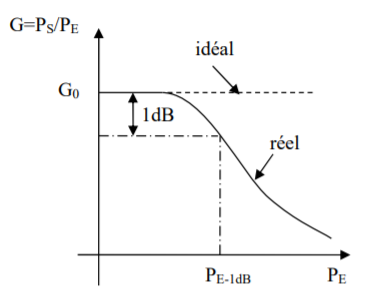 G=PS/PE
idéal
G0
1dB
réel
PE-1dB
PE